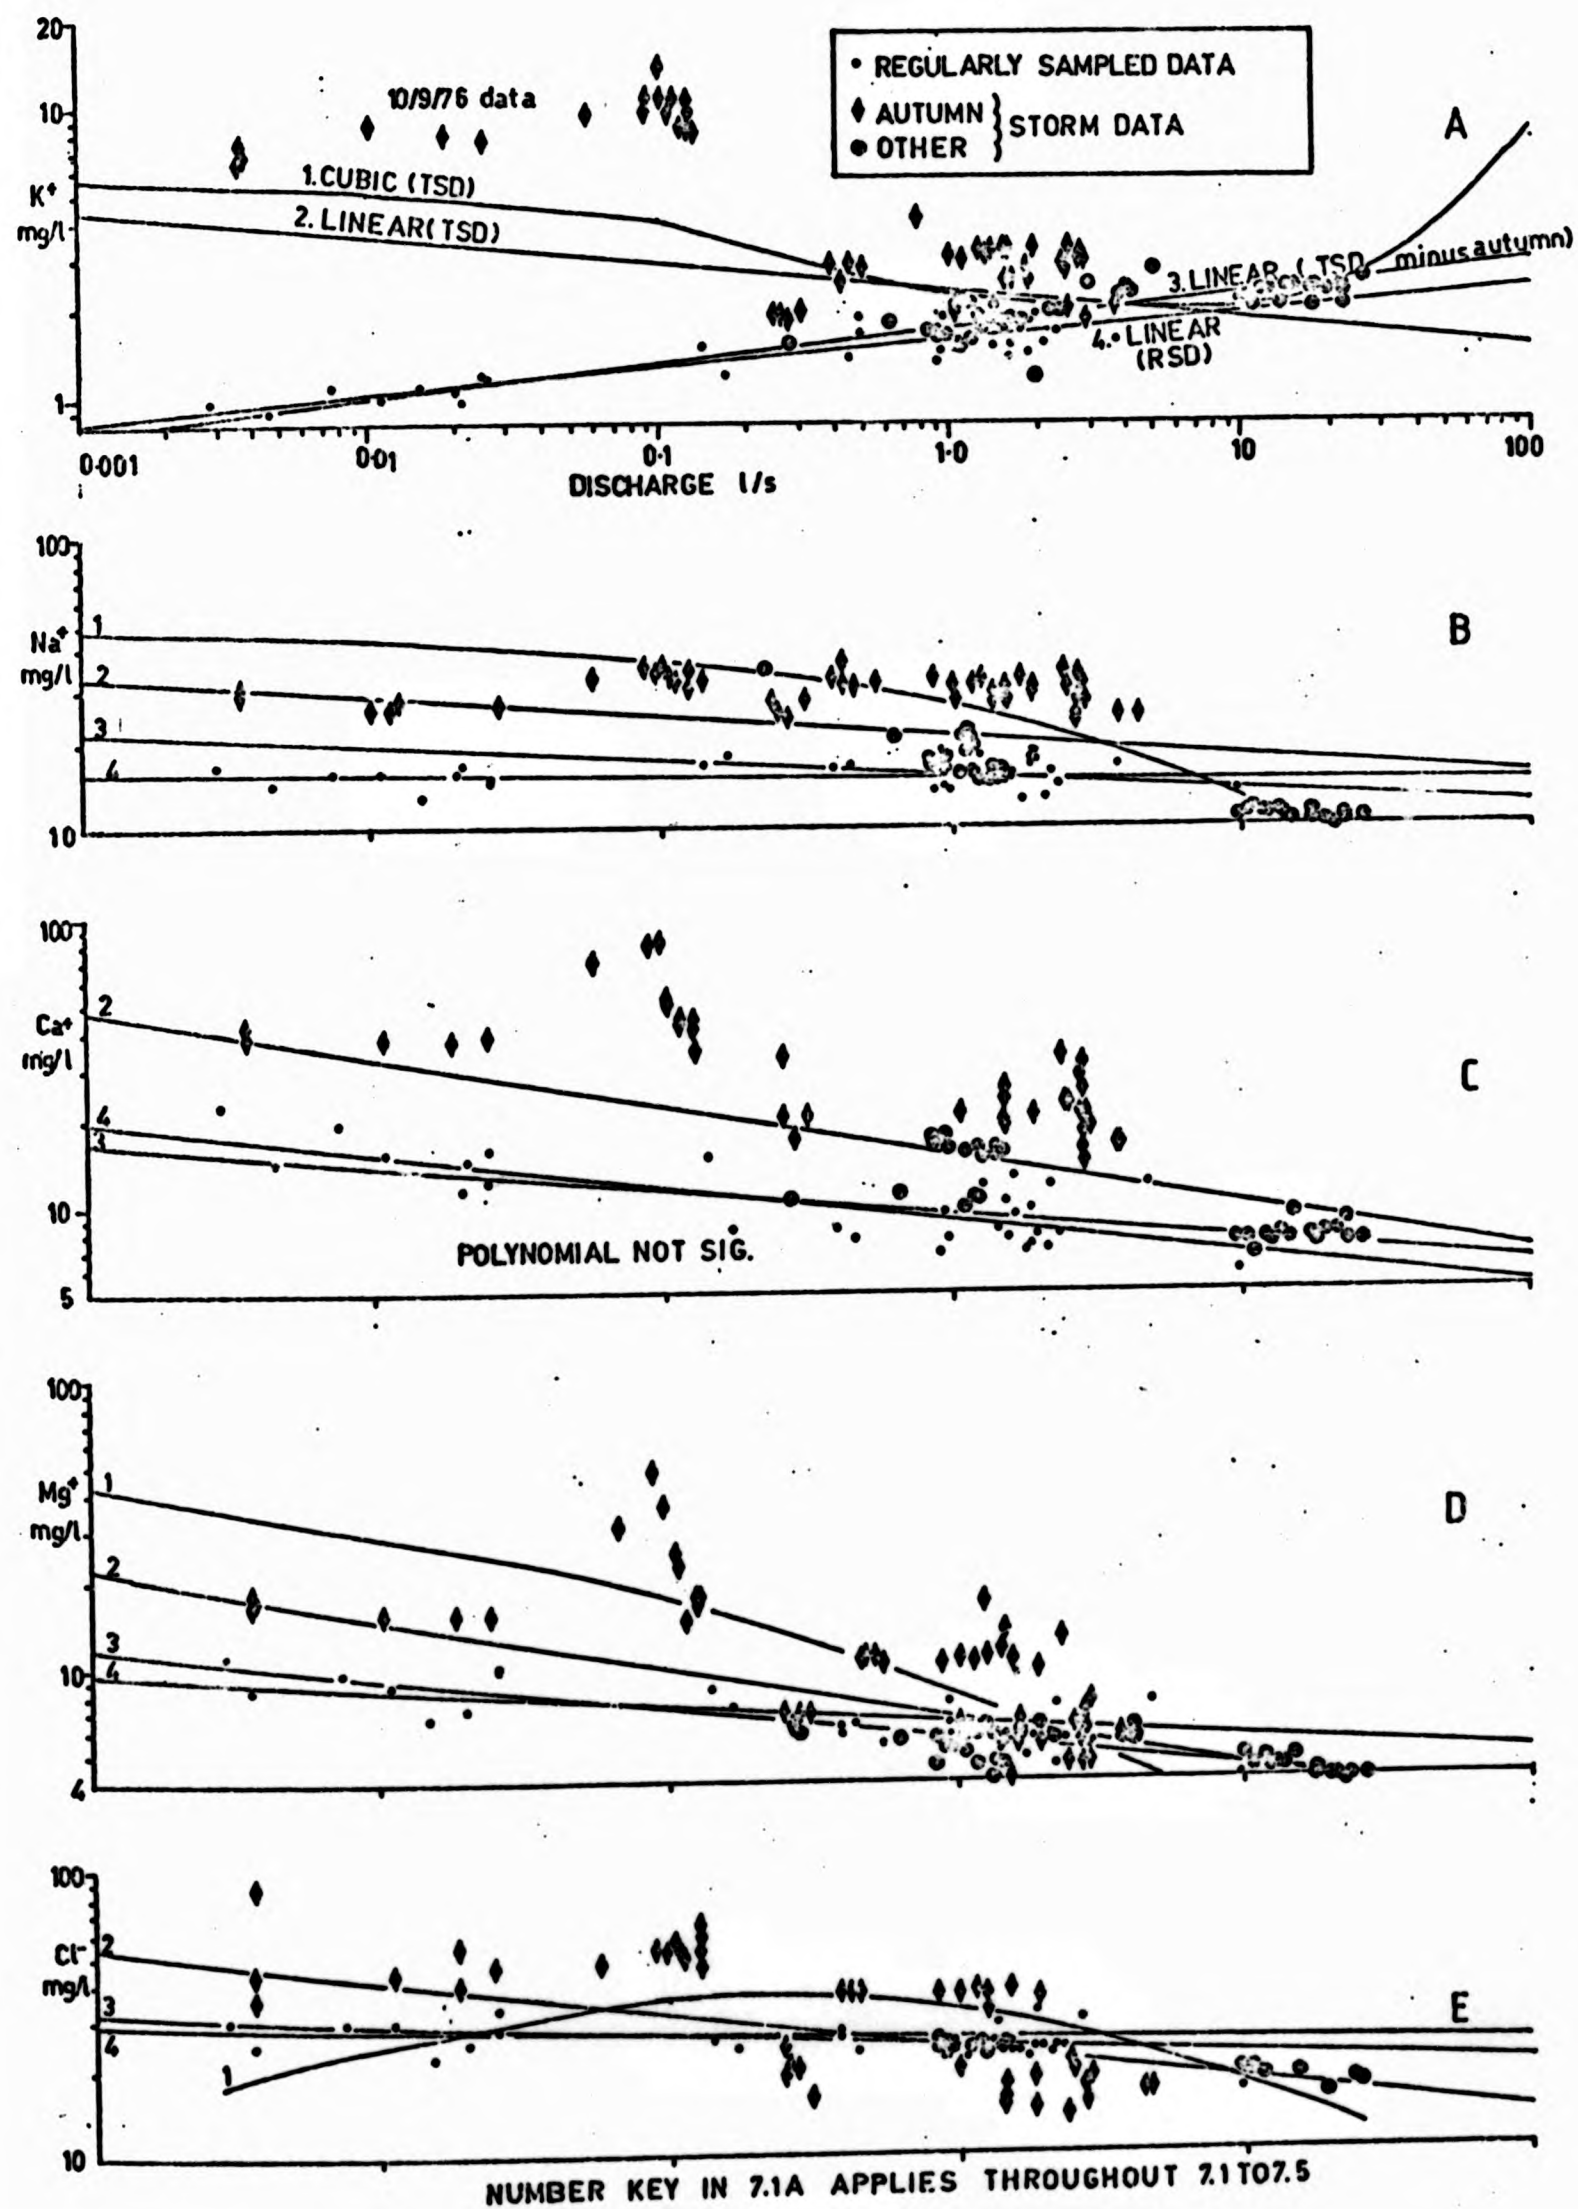 20
• REGULARLY SAMPLED DATA
10/9/76 data
10
AUTUMN
STORM DATA
OTHER
A
1. CUBIC (TSD)
K+
mg/l
2. LINEAR (TSD)
3. LINEAR (TSD minus autumn)
4. LINEAR
(RSD)
1
0·001
0·01
0·1
1·0
10
100
DISCHARGE l/s
100
B
1
Na+
mg/l
2
3
4
10
100
2
Ca+
mg/l
C
4
3
10
POLYNOMIAL NOT SIG.
5
100
1
Mg+
mg/l
D
2
3
10
4
4
100
2
Cl-
mg/l
3
E
4
1
10
NUMBER KEY IN 7.1A APPLIES THROUGHOUT 7.1 TO 7.5